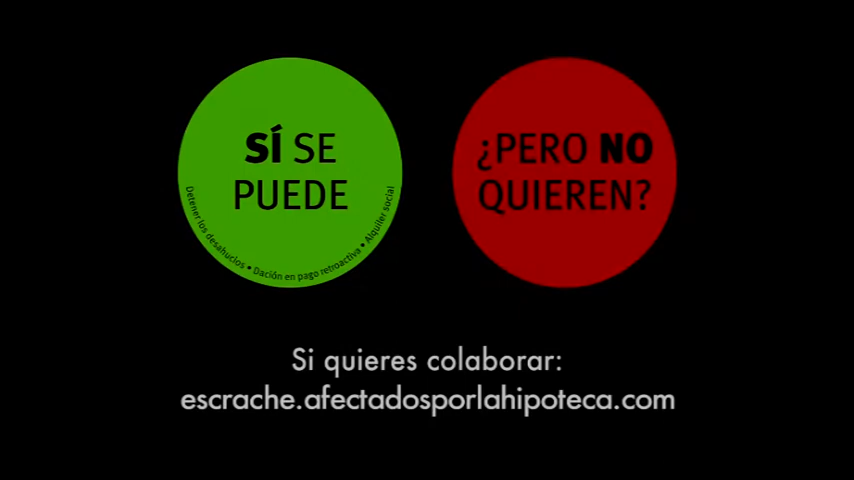 SÍ SE
PUEDE
Detener los desahucios • Dación en pago retroactiva • Alquiler social
¿PERO NO
QUIEREN?
Si quieres colaborar:
escrache.afectadosporlahipoteca.com